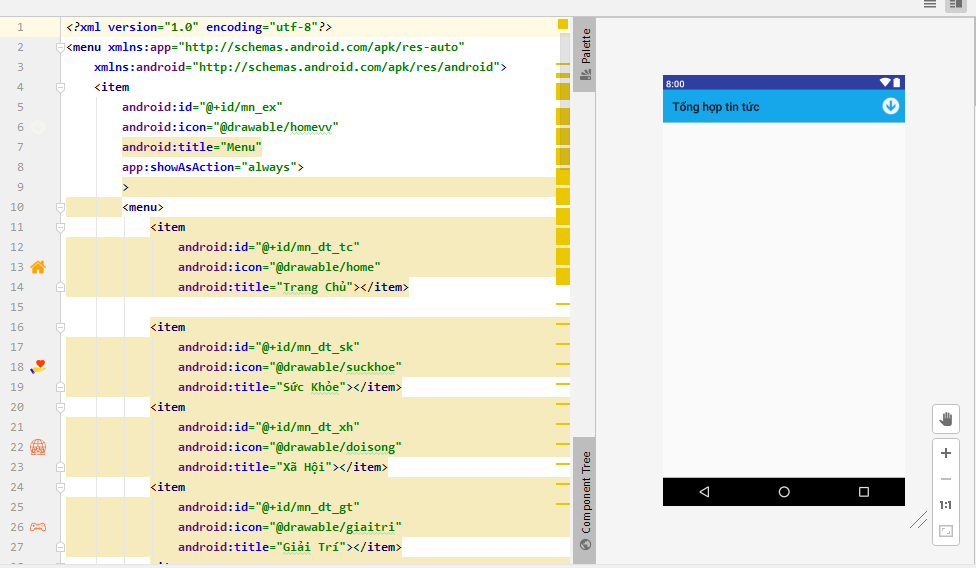 1 <?xml version="1.0" encoding="utf-8"?>
2 <menu xmlns:app="http://schemas.android.com/apk/res-auto"
3 xmlns:android="http://schemas.android.com/apk/res/android">
4 <item
5 android:id="@+id/mn_ex"
6 android:icon="@drawable/homevv"
7 android:title="Menu"
8 app:showAsAction="always">
9 >
10 <menu>
11 <item
12 android:id="@+id/mn_dt_tc"
13 android:icon="@drawable/home"
14 android:title="Trang Chủ"></item>
15
16 <item
17 android:id="@+id/mn_dt_sk"
18 android:icon="@drawable/suckhoe"
19 android:title="Sức Khỏe"></item>
20 <item
21 android:id="@+id/mn_dt_xh"
22 android:icon="@drawable/doisong"
23 android:title="Xã Hội"></item>
24 <item
25 android:id="@+id/mn_dt_gt"
26 android:icon="@drawable/giaitri"
27 android:title="Giải Trí"></item>
Palette
Component Tree
8:00
Tổng hợp tin tức
1:1